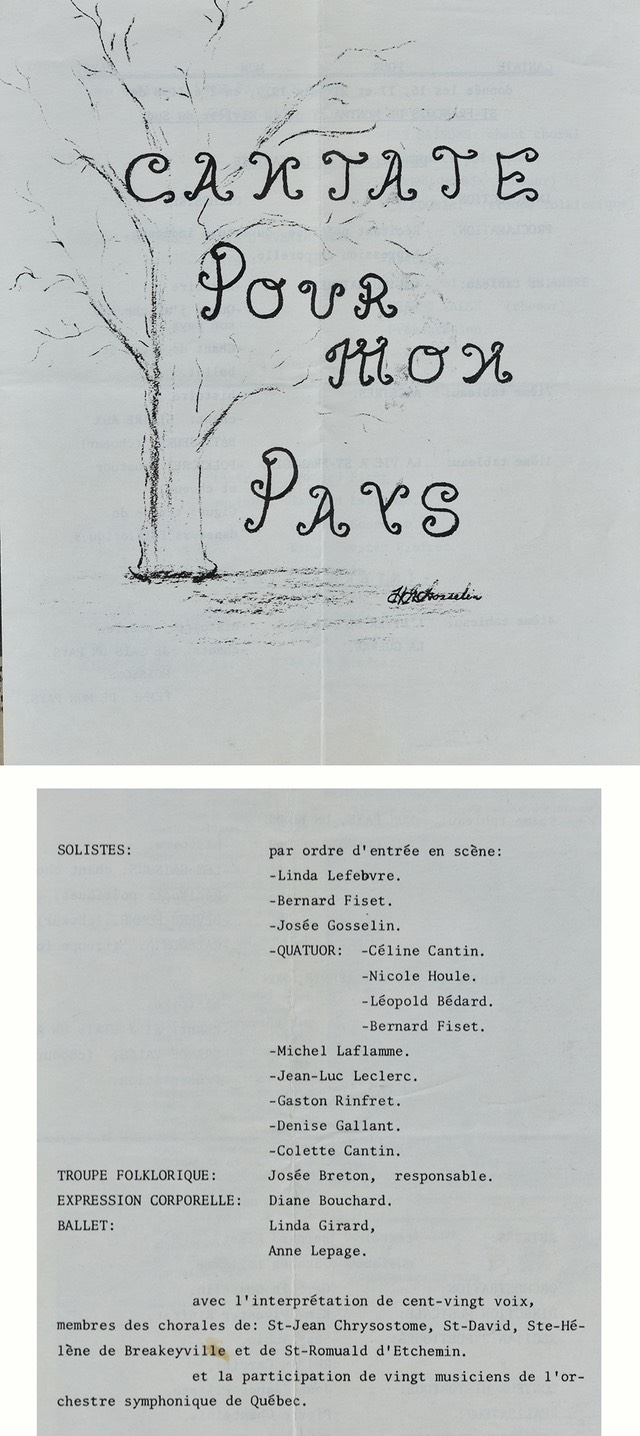 CANTATE
POUR
MON
PAYS
Gosselin
SOLISTES: par ordre d'entrée en scène:
-Linda Lefebvre.
-Bernard Fiset.
-Josée Gosselin.
-QUATUOR: -Céline Cantin.
-Nicole Houle.
-Léopold Bédard.
-Bernard Fiset.
-Michel Laflamme.
-Jean-Luc Leclerc.
-Gaston Rinfret.
-Denise Gallant.
-Colette Cantin.
TROUPE FOLKLORIQUE: Josée Breton, responsable.
EXPRESSION CORPORELLE: Diane Bouchard.
BALLET: Linda Girard,
Anne Lepage.
avec l'interprétation de cent-vingt voix,
membres des chorales de: St-Jean Chrysostome, St-David, Ste-Hé-
lène de Breakeyville et de St-Romuald d'Etchemin.
et la participation de vingt musiciens de l'or-
chestre symphonique de Québec.